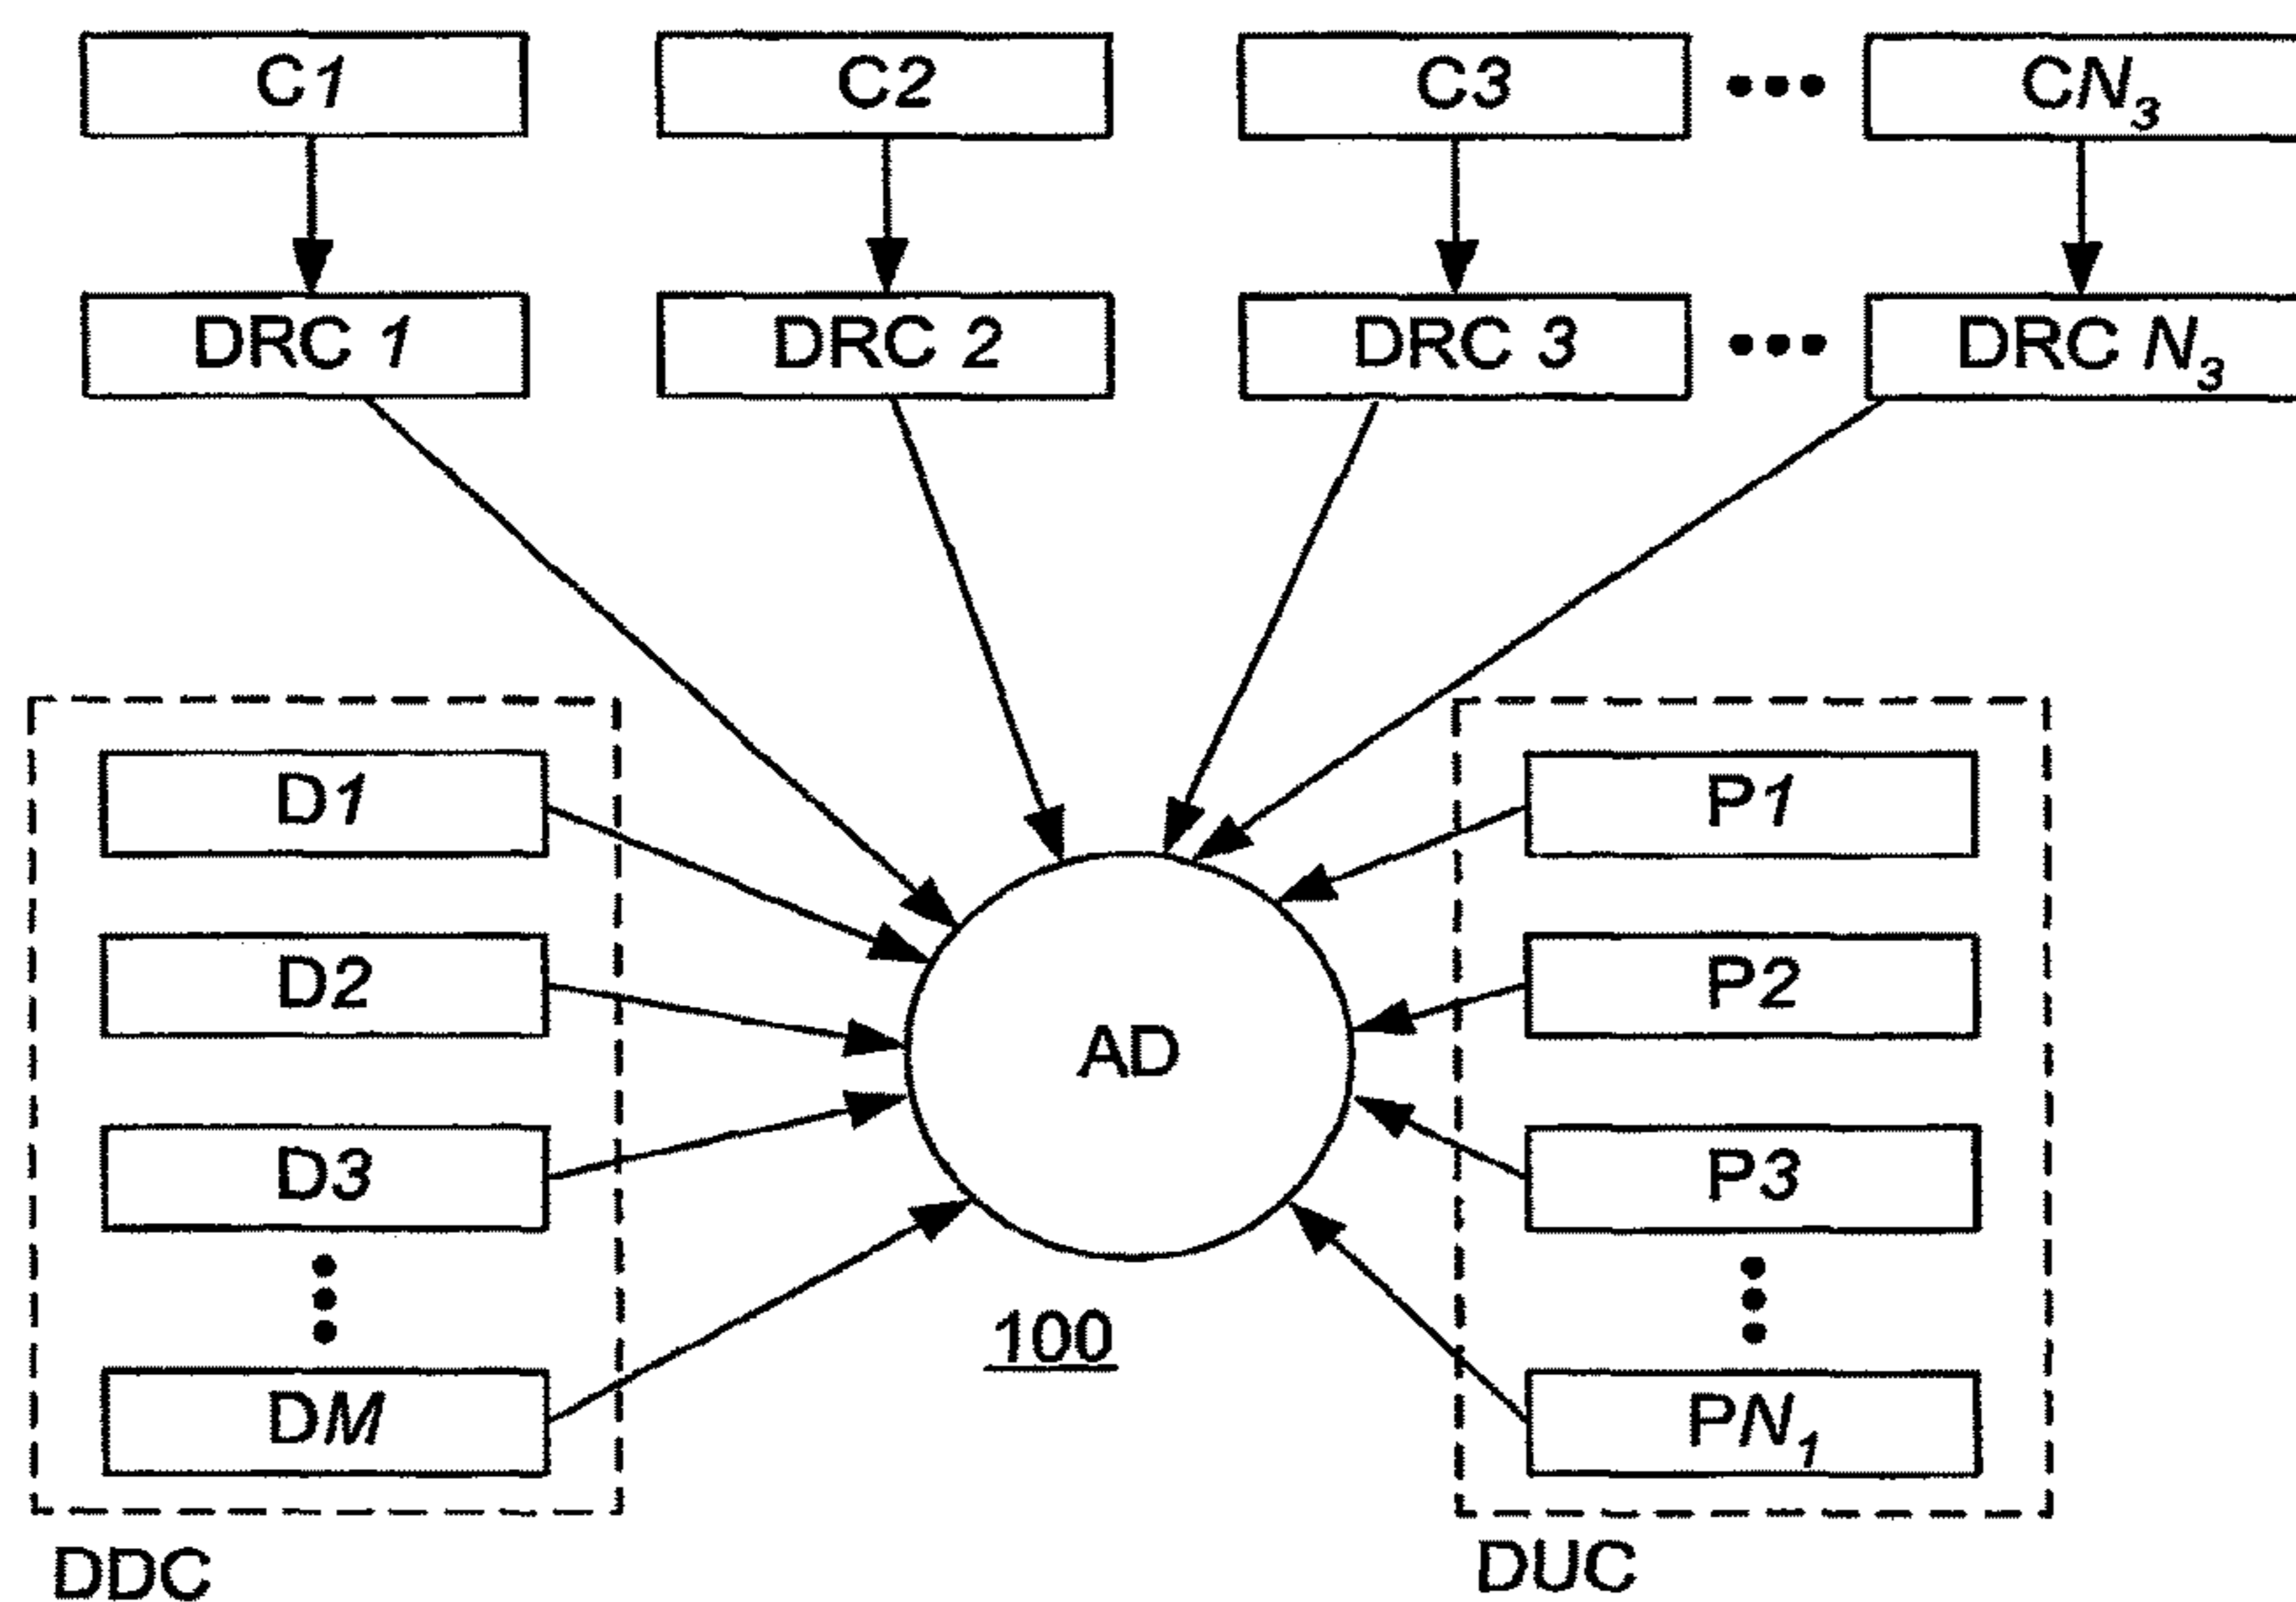 C1 C2 C3 ••• CN₃
DRC 1 DRC 2 DRC 3 ••• DRC N₃
D1
D2
D3
DM
DDC
AD
100
P1
P2
P3
PN₁
DUC